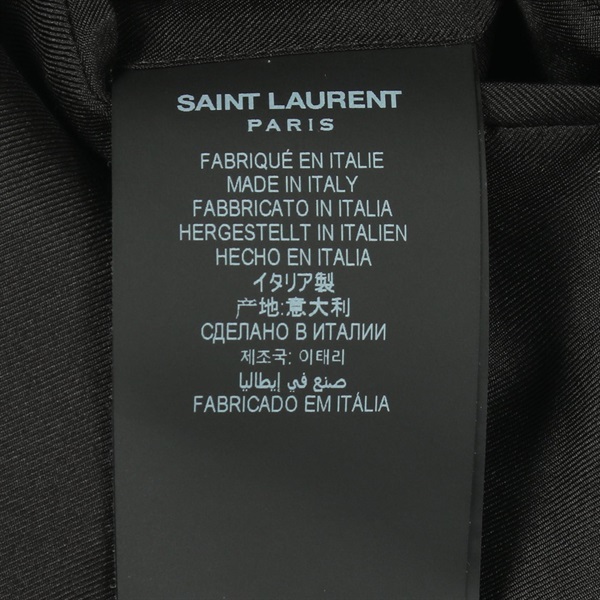 SAINT LAURENT
PARIS
FABRIQUÉ EN ITALIE
MADE IN ITALY
FABBRICATO IN ITALIA
HERGESTELLT IN ITALIEN
HECHO EN ITALIA
イタリア製
产地:意大利
СДЕЛАНО В ИТАЛИИ
제조국: 이태리
صنع في إيطاليا
FABRICADO EM ITÁLIA